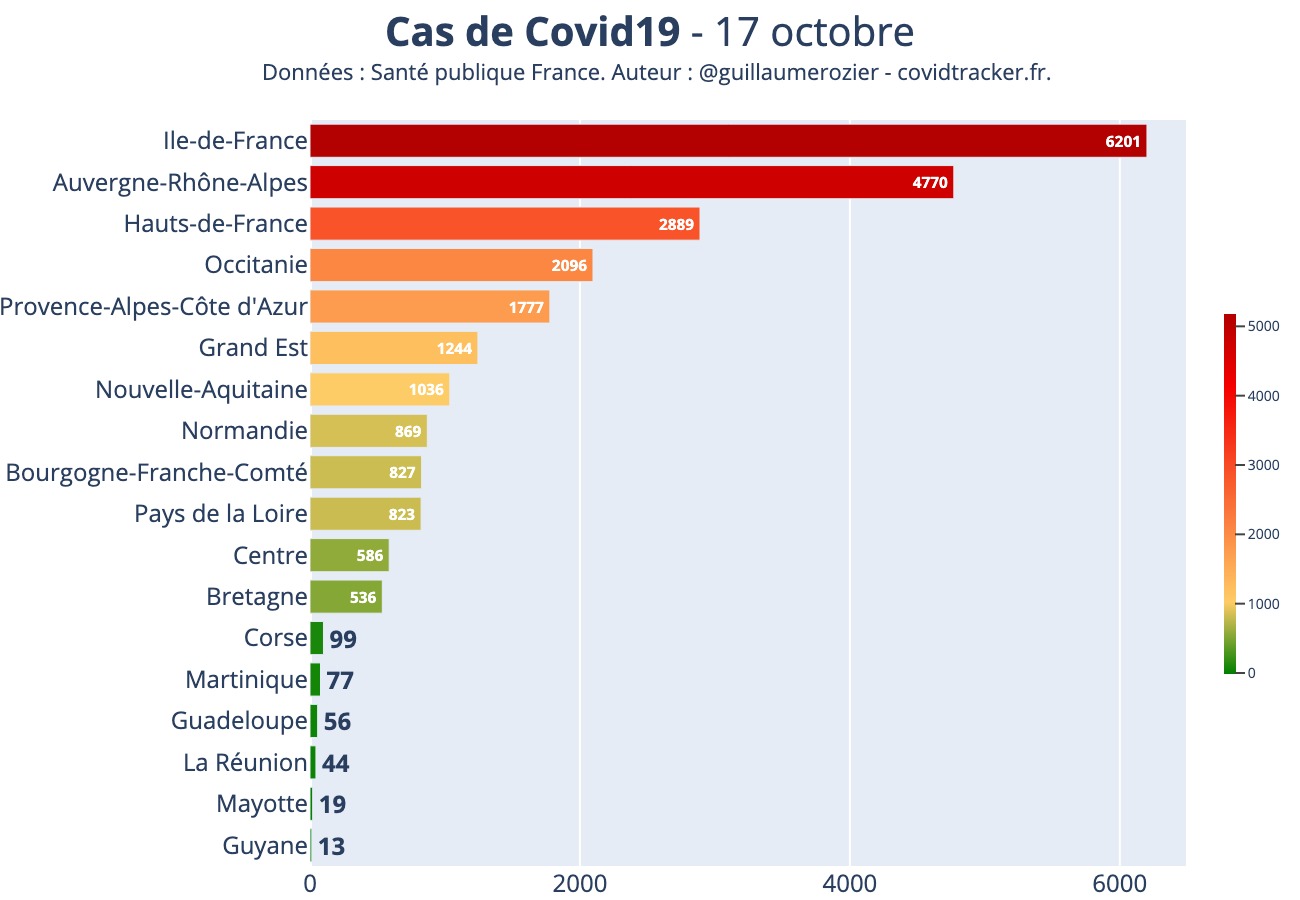 Cas de Covid19 - 17 octobre
Données : Santé publique France. Auteur : @guillaumerozier - covidtracker.fr.
Ile-de-France 6201
Auvergne-Rhône-Alpes 4770
Hauts-de-France 2889
Occitanie 2096
Provence-Alpes-Côte d'Azur 1777
Grand Est 1244
Nouvelle-Aquitaine 1036
Normandie 869
Bourgogne-Franche-Comté 827
Pays de la Loire 823
Centre 586
Bretagne 536
Corse 99
Martinique 77
Guadeloupe 56
La Réunion 44
Mayotte 19
Guyane 13
0 2000 4000 6000
5000
4000
3000
2000
1000
0